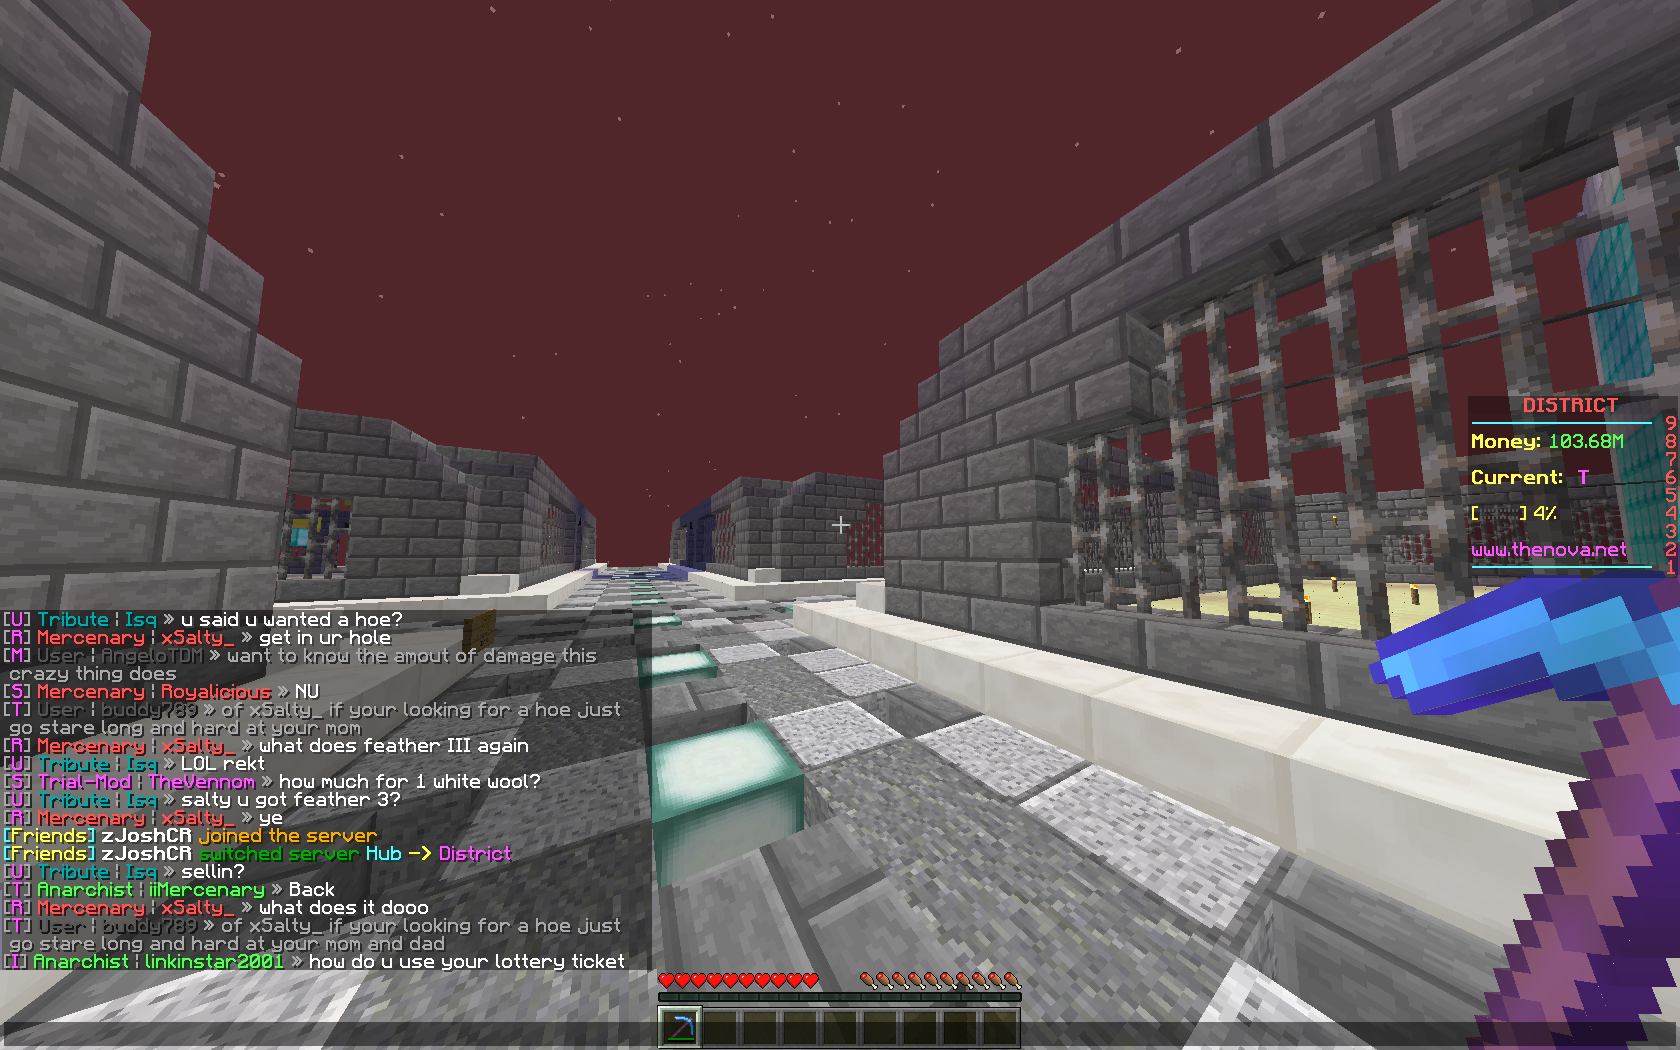 [U] Tribute ¦ Isq » u said u wanted a hoe?
[R] Mercenary ¦ xSalty_ » get in ur hole
[M] User ¦ AngeloTDM » want to know the amout of damage this
crazy thing does
[S] Mercenary ¦ Royalicious » NU
[T] User ¦ buddy789 » of xSalty_ if your looking for a hoe just
go stare long and hard at your mom
[R] Mercenary ¦ xSalty_ » what does feather III again
[U] Tribute ¦ Isq » LOL rekt
[S] Trial-Mod ¦ TheVennom » how much for 1 white wool?
[U] Tribute ¦ Isq » salty u got feather 3?
[R] Mercenary ¦ xSalty_ » ye
[Friends] zJoshCR joined the server
[Friends] zJoshCR switched server Hub -> District
[U] Tribute ¦ Isq » sellin?
[T] Anarchist ¦ iiMercenary » Back
[R] Mercenary ¦ xSalty_ » what does it dooo
[T] User ¦ buddy789 » of xSalty_ if your looking for a hoe just
go stare long and hard at your mom and dad
[I] Anarchist ¦ linkinstar2001 » how do u use your lottery ticket
DISTRICT
9
Money: 103.68M 8
7
Current: T 6
5
[ ] 4% 4
3
www.thenova.net 2
1